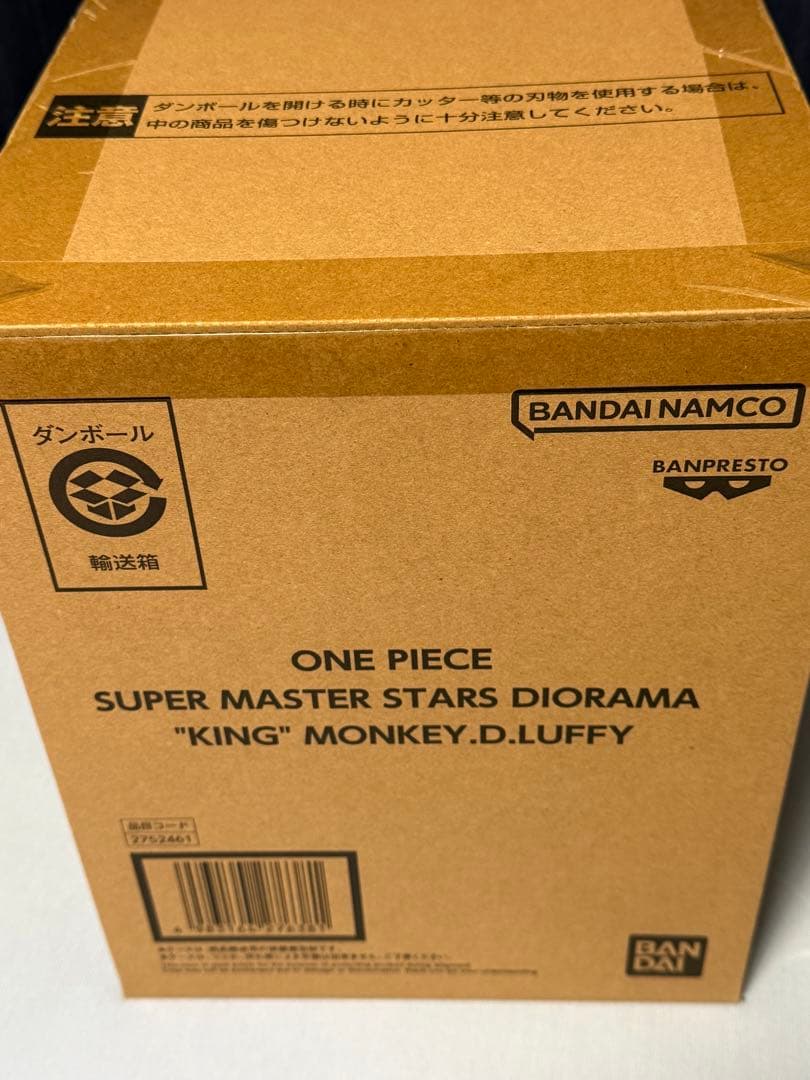 注意
ダンボールを開ける時にカッター等の刃物を使用する場合は、
中の商品を傷つけないように十分注意してください。
ダンボール
輸送箱
BANDAI NAMCO
BANPRESTO
ONE PIECE
SUPER MASTER STARS DIORAMA
"KING" MONKEY.D.LUFFY
品番コード
2752461
BAN
DAI